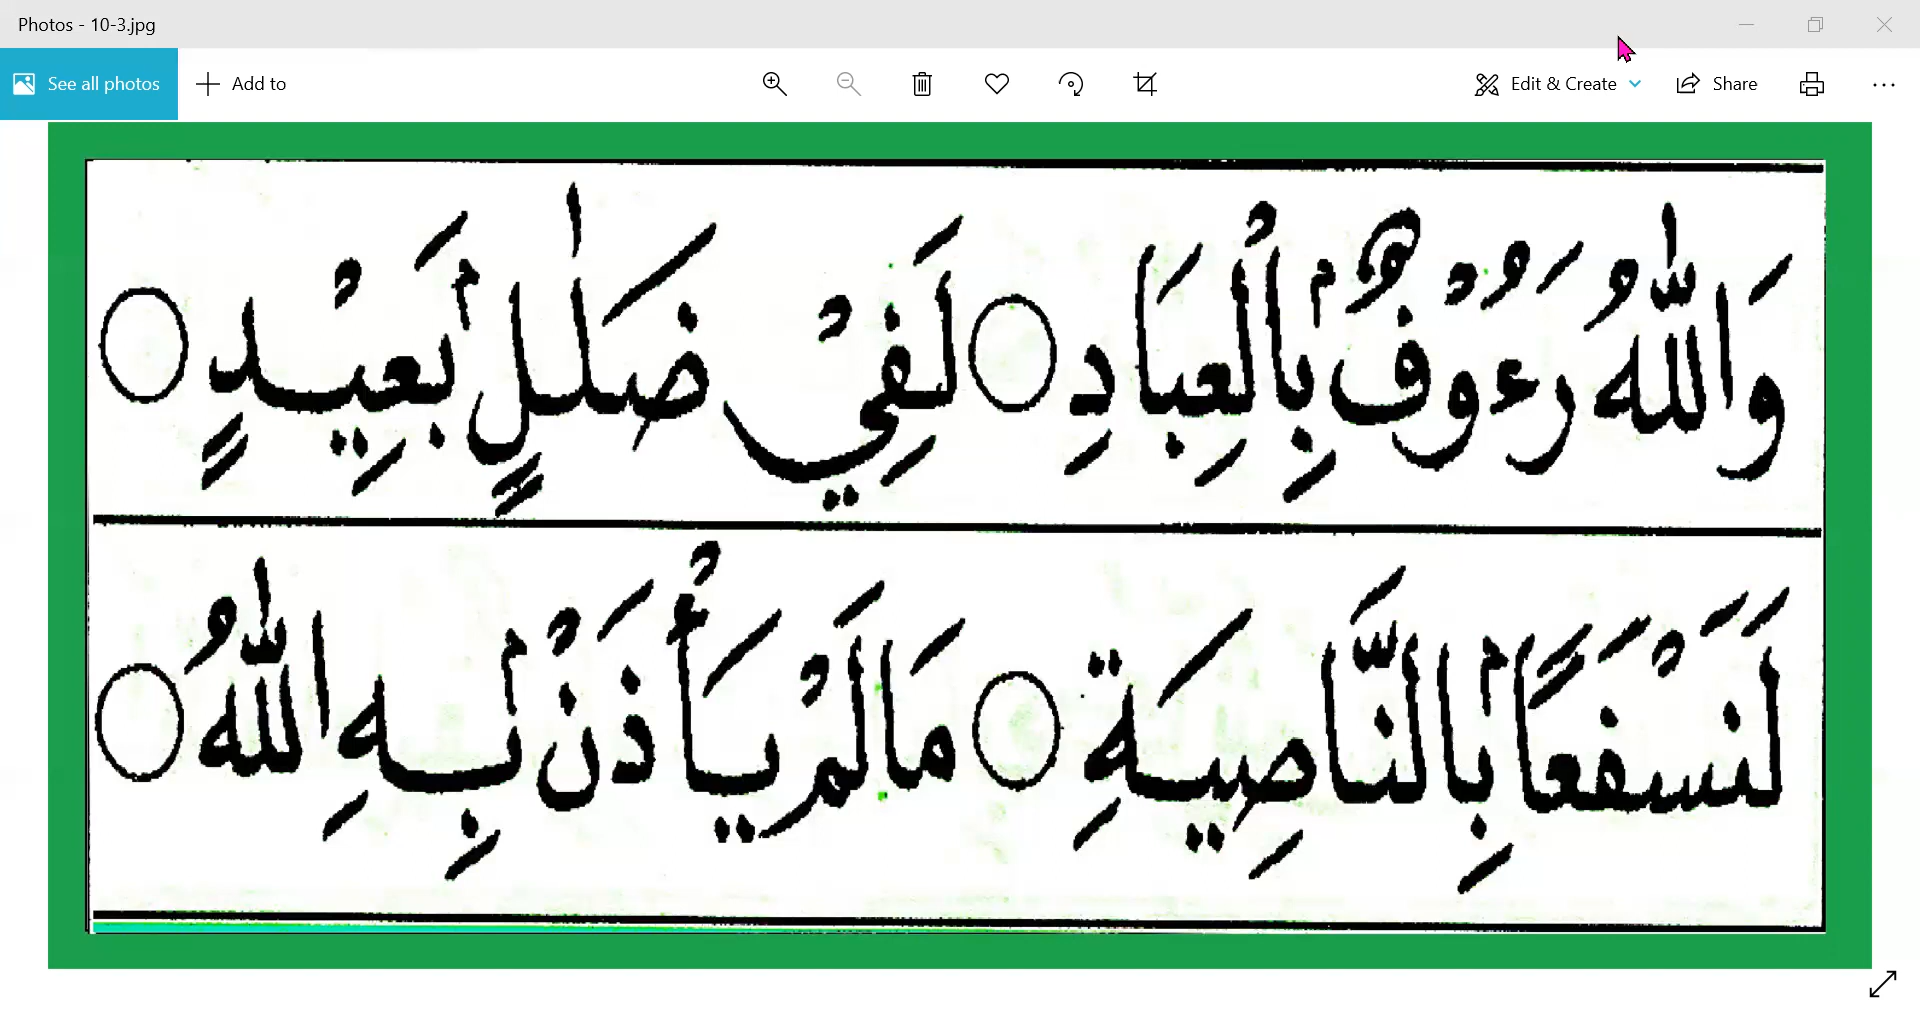 Photos - 10-3.jpg
See all photos
Add to
Edit & Create
Share
وَاللّٰهُ رَءُوْفٌۢ بِالْعِبَادِ ○ لَفِيْ ضَلٰلٍۢ بَعِيْدٍ ○
لَنَسْفَعًاۢ بِالنَّاصِيَةِ ○ مَالَمْ يَأْذَنْۢ بِهِ اللّٰهُ ○